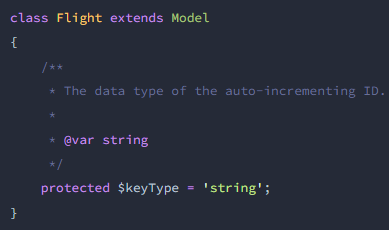 class Flight extends Model
{
    /**
     * The data type of the auto-incrementing ID.
     *
     * @var string
     */
    protected $keyType = 'string';
}